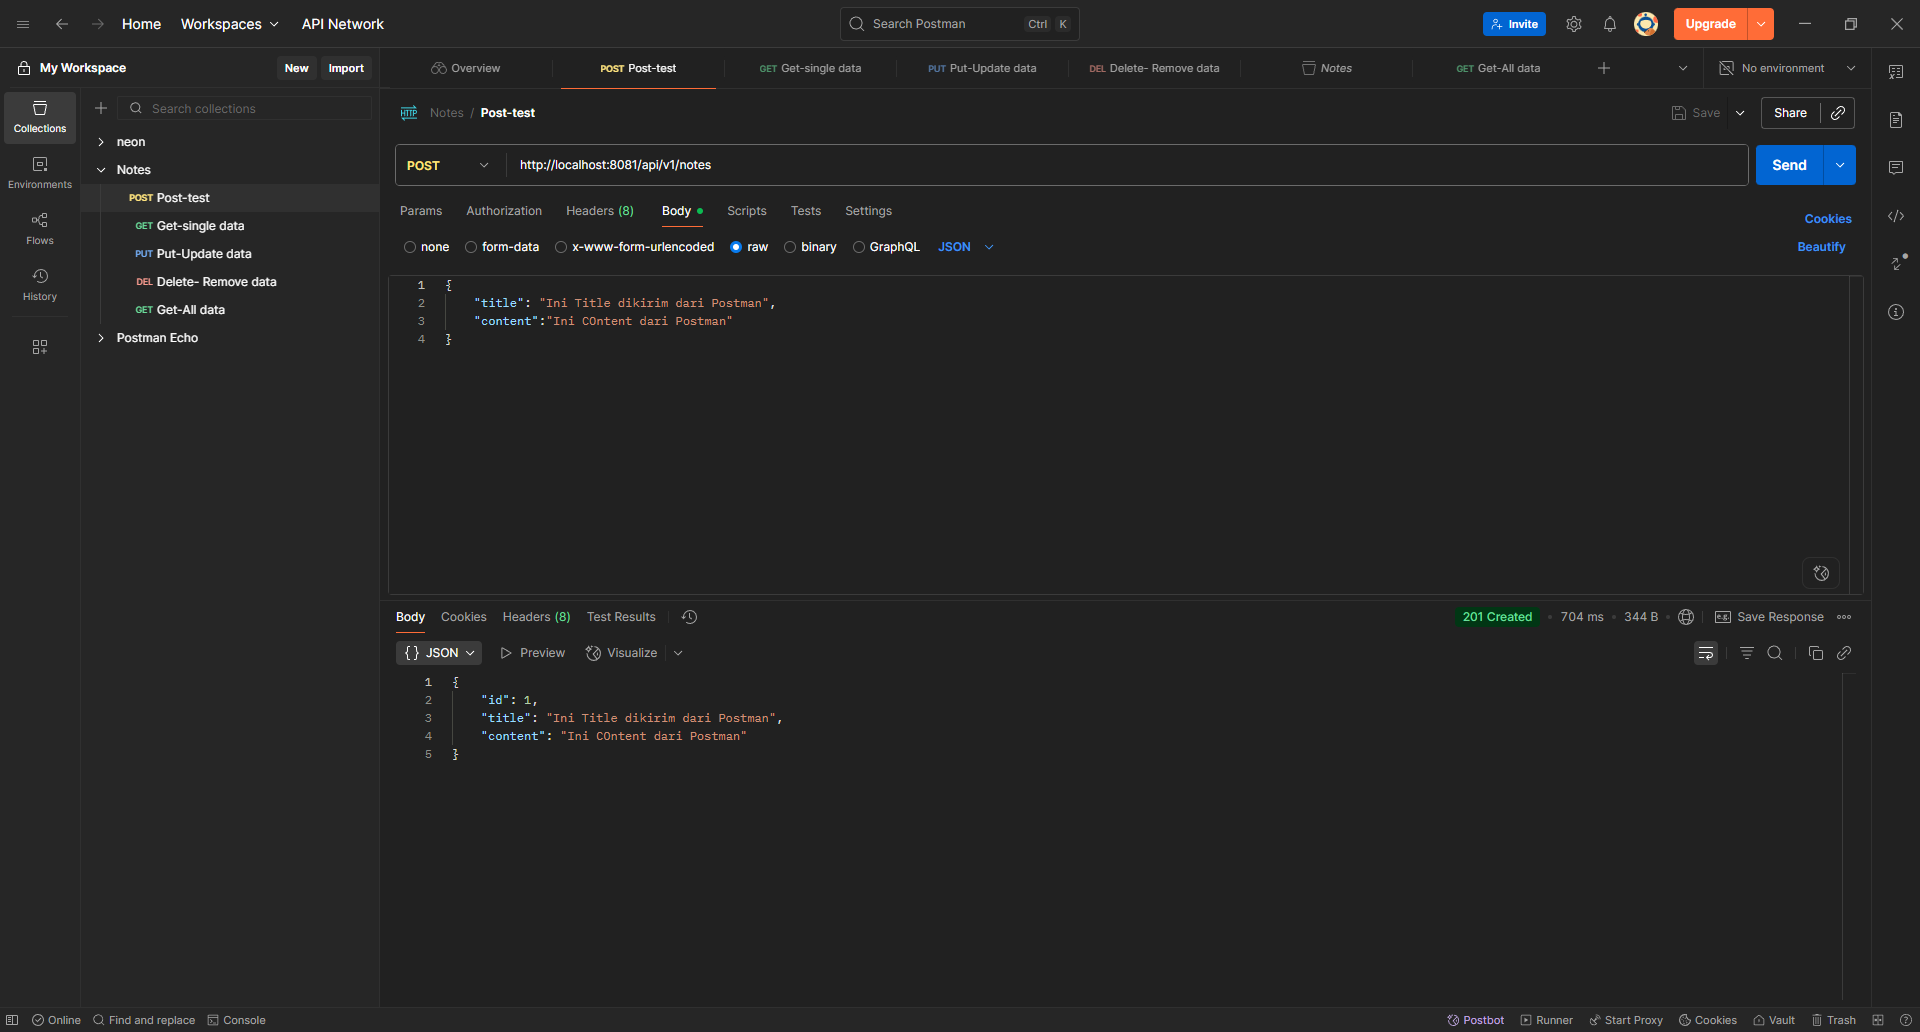 Home Workspaces API Network Search Postman Ctrl K Invite Upgrade
My Workspace New Import Overview POST Post-test GET Get-single data PUT Put-Update data DEL Delete- Remove data Notes GET Get-All data No environment
Search collections
Collections
Environments
Flows
History
neon
Notes
POST Post-test
GET Get-single data
PUT Put-Update data
DEL Delete- Remove data
GET Get-All data
Postman Echo
HTTP Notes / Post-test Save Share
POST http://localhost:8081/api/v1/notes Send
Params Authorization Headers (8) Body Scripts Tests Settings Cookies
none form-data x-www-form-urlencoded raw binary GraphQL JSON Beautify
1 {
2 "title": "Ini Title dikirim dari Postman",
3 "content":"Ini COntent dari Postman"
4 }
Body Cookies Headers (8) Test Results 201 Created 704 ms 344 B e.g. Save Response
{} JSON Preview Visualize
1 {
2 "id": 1,
3 "title": "Ini Title dikirim dari Postman",
4 "content": "Ini COntent dari Postman"
5 }
Online Find and replace Console Postbot Runner Start Proxy Cookies Vault Trash